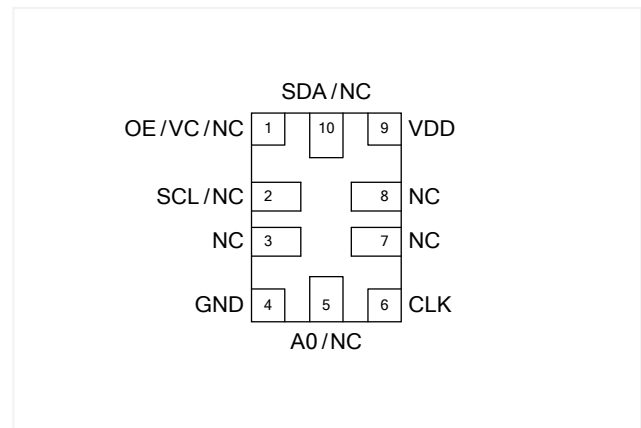 SDA/NC
OE/VC/NC 1 10 9 VDD
SCL/NC 2 8 NC
NC 3 7 NC
GND 4 5 6 CLK
A0/NC